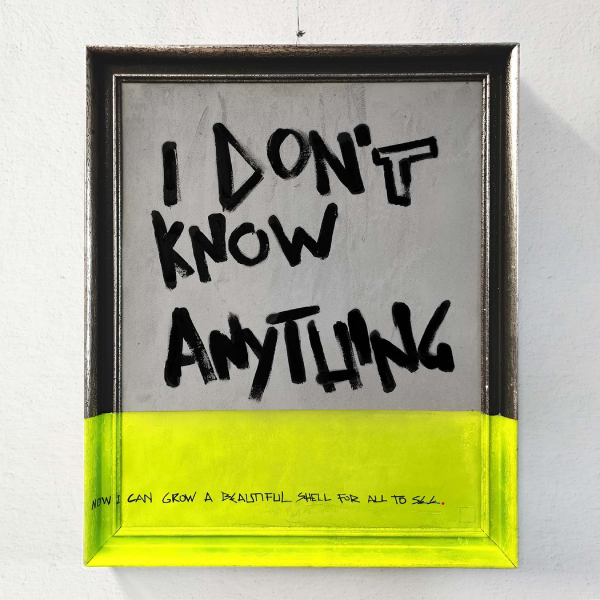 I DON'T
KNOW
ANYTHING
NOW I CAN GROW A BEAUTIFUL SHELL FOR ALL TO SEE.